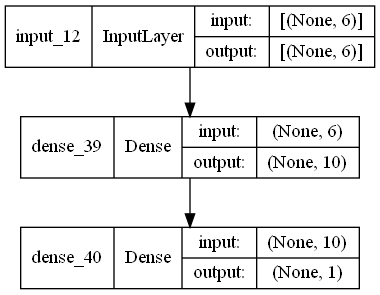 input_12 InputLayer input: [(None, 6)]
output: [(None, 6)]
dense_39 Dense input: (None, 6)
output: (None, 10)
dense_40 Dense input: (None, 10)
output: (None, 1)